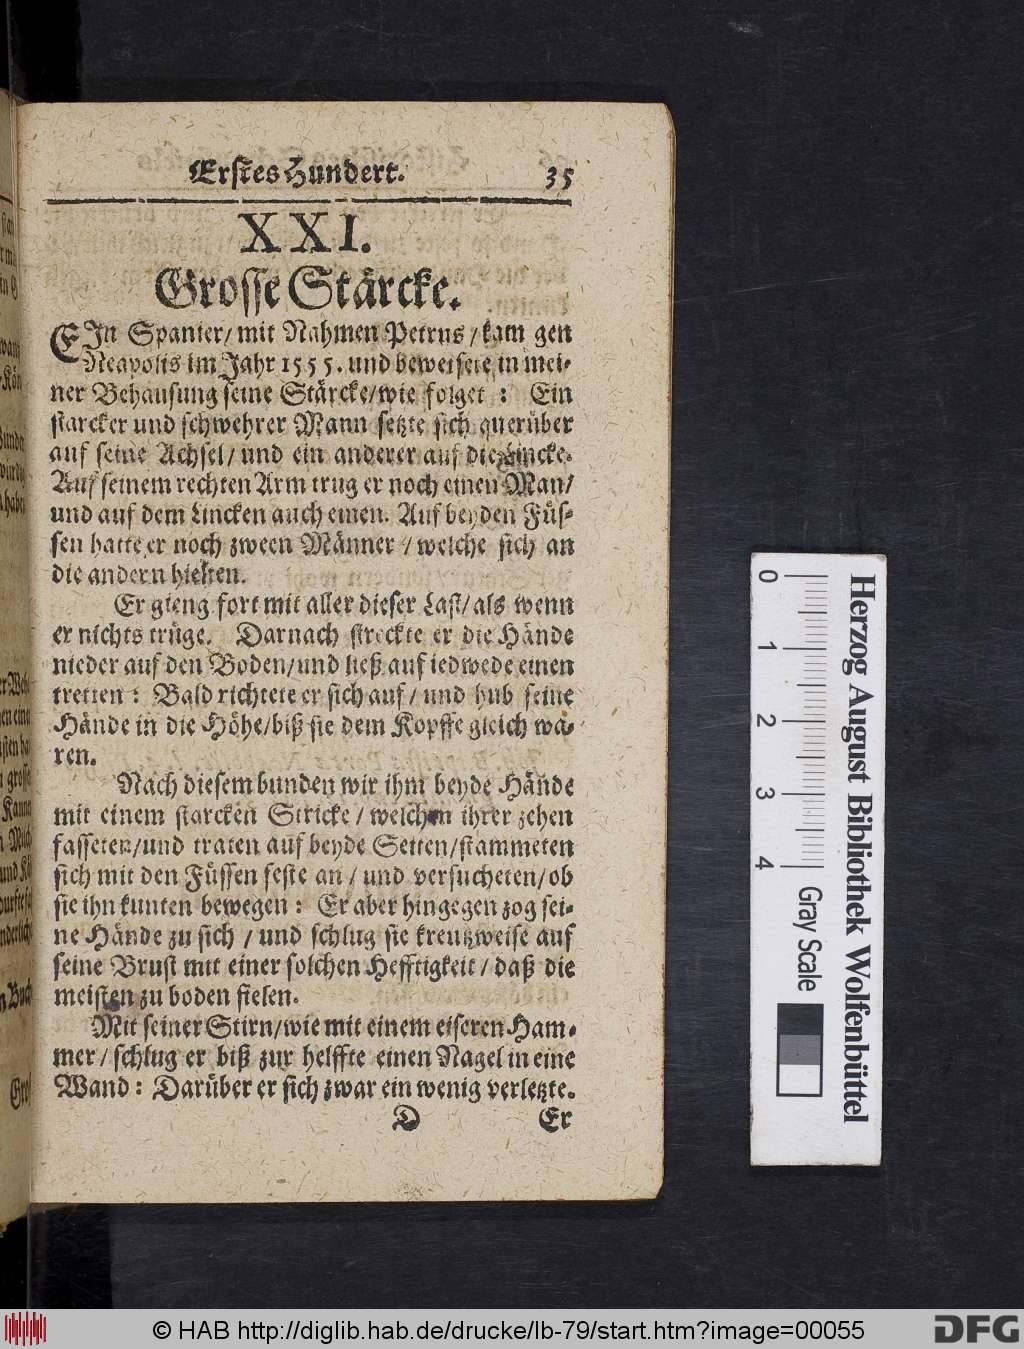 Erstes Hundert. 35
XXI.
Grosse Stärcke.
EIn Spanier/ mit Nahmen Petrus / kam gen
Neapolis im Jahr 1555. und beweisete in mei-
ner Behausung seine Stärcke/wie folget : Ein
starcker und schwehrer Mann setzte sich querüber
auf seine Achsel/ und ein anderer auf die Lincke.
Auf seinem rechten Arm trug er noch einen Man/
und auf dem Lincken auch einen. Auf beyden Füs-
sen hatte er noch zween Männer / welche sich an
die andern hielten.
Er gieng fort mit aller dieser Last/ als wenn
er nichts trüge. Darnach streckte er die Hände
nieder auf den Boden/und ließ auf iedwede einen
tretten : Bald richtete er sich auf / und hub seine
Hände in die Höhe/biß sie dem Kopffe gleich wa-
ren.
Nach diesem bunden wir ihm beyde Hände
mit einem starcken Stricke / welchen ihrer zehen
fasseten/und traten auf beyde Seiten/stammeten
sich mit den Füssen feste an / und versucheten/ob
sie ihn kunten bewegen : Er aber hingegen zog sei-
ne Hände zu sich / und schlug sie kreutzweise auf
seine Brust mit einer solchen Hefftigkeit / daß die
meisten zu boden fielen.
Mit seiner Stirn/wie mit einem eiseren Ham-
mer / schlug er biß zur helffte einen Nagel in eine
Wand : Darüber er sich zwar ein wenig verletzte.
D Er
0 1 2 3 4
Gray Scale
Herzog August Bibliothek Wolfenbüttel
© HAB http://diglib.hab.de/drucke/lb-79/start.htm?image=00055
DFG